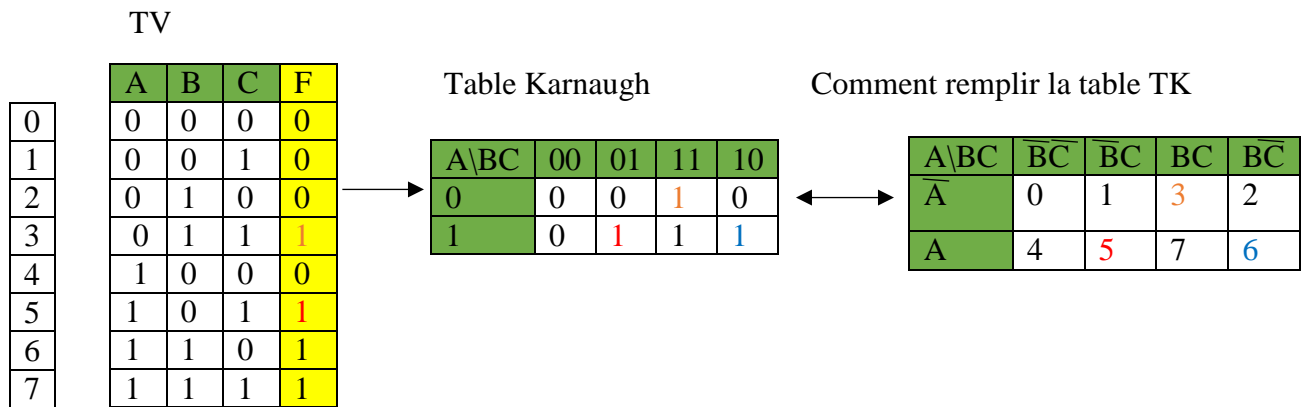 TV
Table Karnaugh
Comment remplir la table TK
A B C F
0 0 0 0 0
1 0 0 1 0
2 0 1 0 0
3 0 1 1 1
4 1 0 0 0
5 1 0 1 1
6 1 1 0 1
7 1 1 1 1
A\BC 00 01 11 10
0 0 0 1 0
1 0 1 1 1
A\BC B̅C̅ B̅C BC BC̅
A̅ 0 1 3 2
A 4 5 7 6